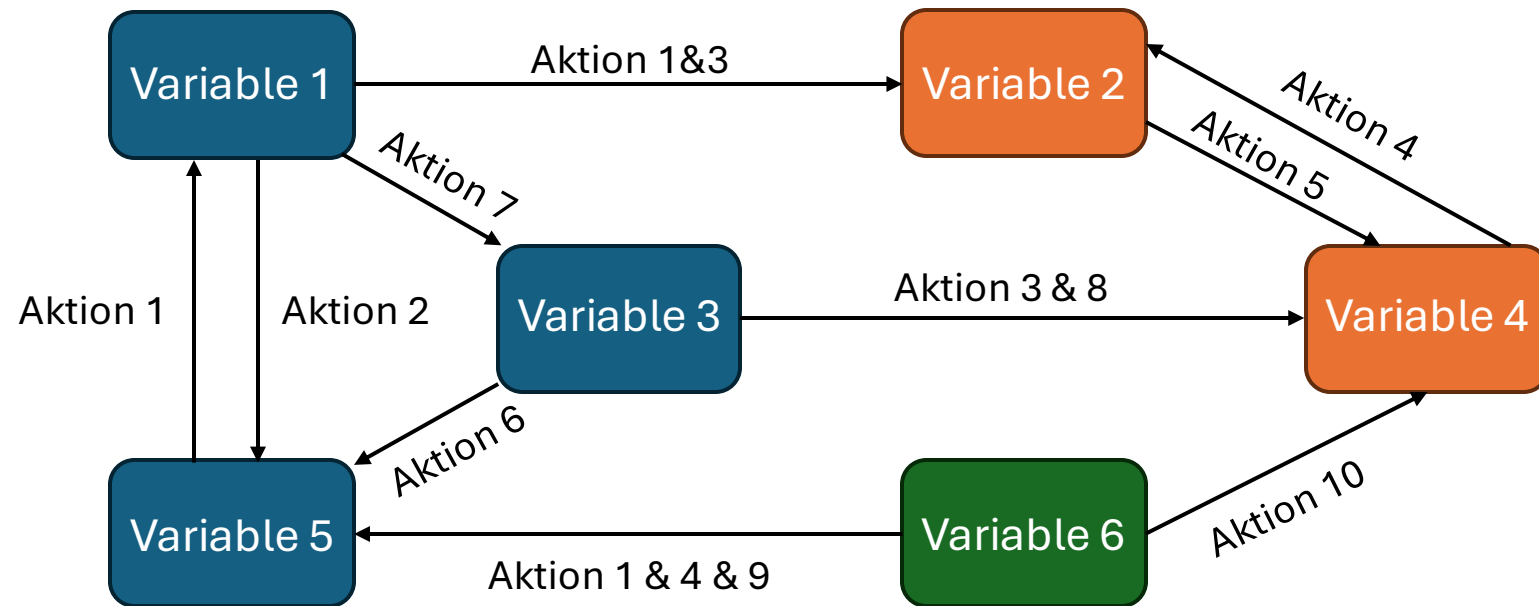 Variable 1
Aktion 1&3
Variable 2
Aktion 4
Aktion 5
Aktion 7
Aktion 1
Aktion 2
Variable 3
Aktion 3 & 8
Variable 4
Aktion 6
Variable 5
Aktion 1 & 4 & 9
Variable 6
Aktion 10